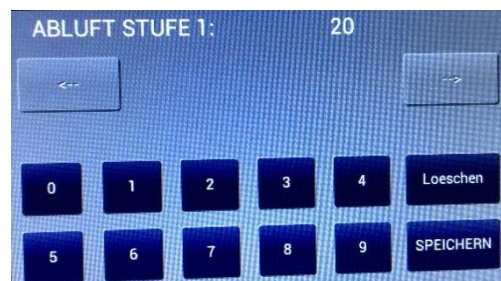 ABLUFT STUFE 1: 20
<-- -->
0 1 2 3 4 Loeschen
5 6 7 8 9 SPEICHERN